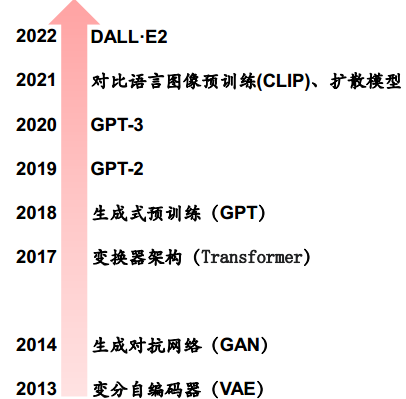 2022 DALL·E2
2021 对比语言图像预训练(CLIP)、扩散模型
2020 GPT-3
2019 GPT-2
2018 生成式预训练（GPT）
2017 变换器架构（Transformer）
2014 生成对抗网络（GAN）
2013 变分自编码器（VAE）